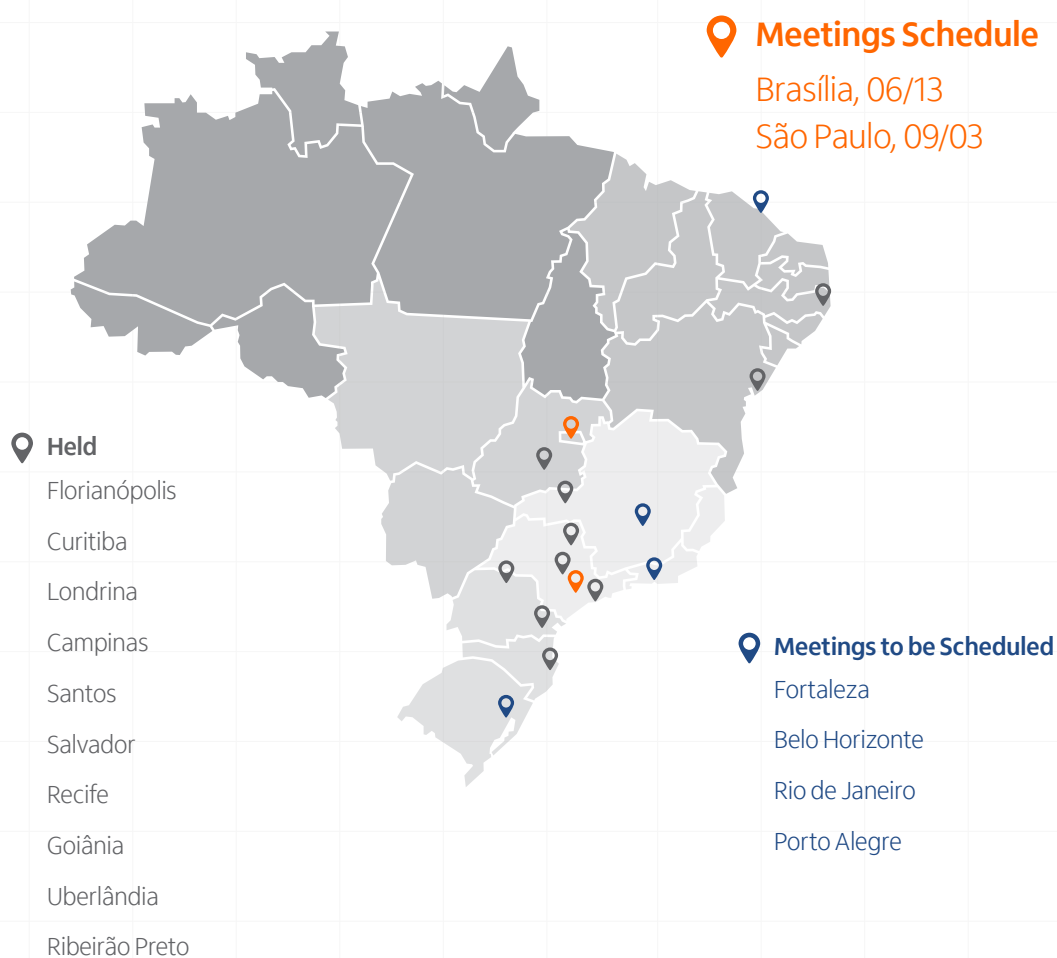 Meetings Schedule
Brasília, 06/13
São Paulo, 09/03
Held
Florianópolis
Curitiba
Londrina
Campinas
Santos
Salvador
Recife
Goiânia
Uberlândia
Ribeirão Preto
Meetings to be Scheduled
Fortaleza
Belo Horizonte
Rio de Janeiro
Porto Alegre